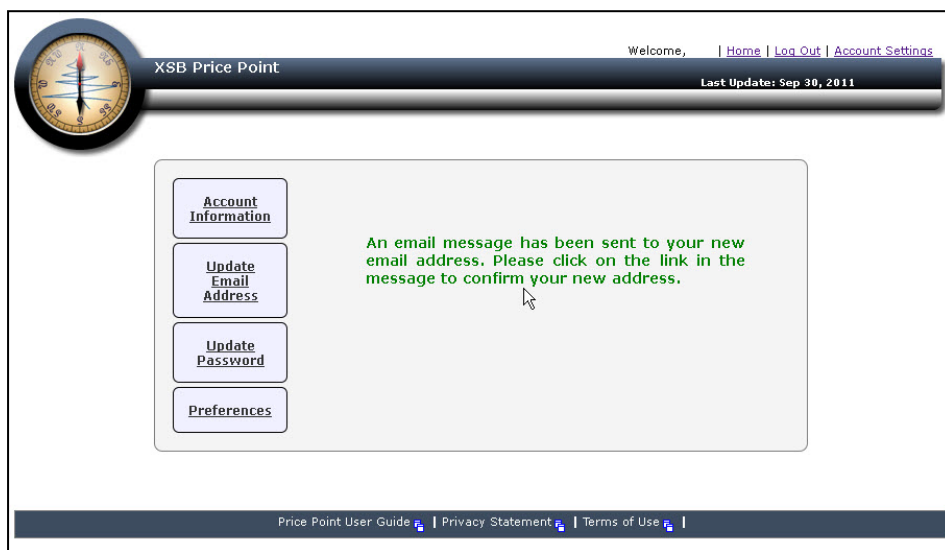 Welcome, | Home | Log Out | Account Settings
XSB Price Point
Last Update: Sep 30, 2011
Account
Information
Update
Email
Address
Update
Password
Preferences
An email message has been sent to your new
email address. Please click on the link in the
message to confirm your new address.
Price Point User Guide | Privacy Statement | Terms of Use |